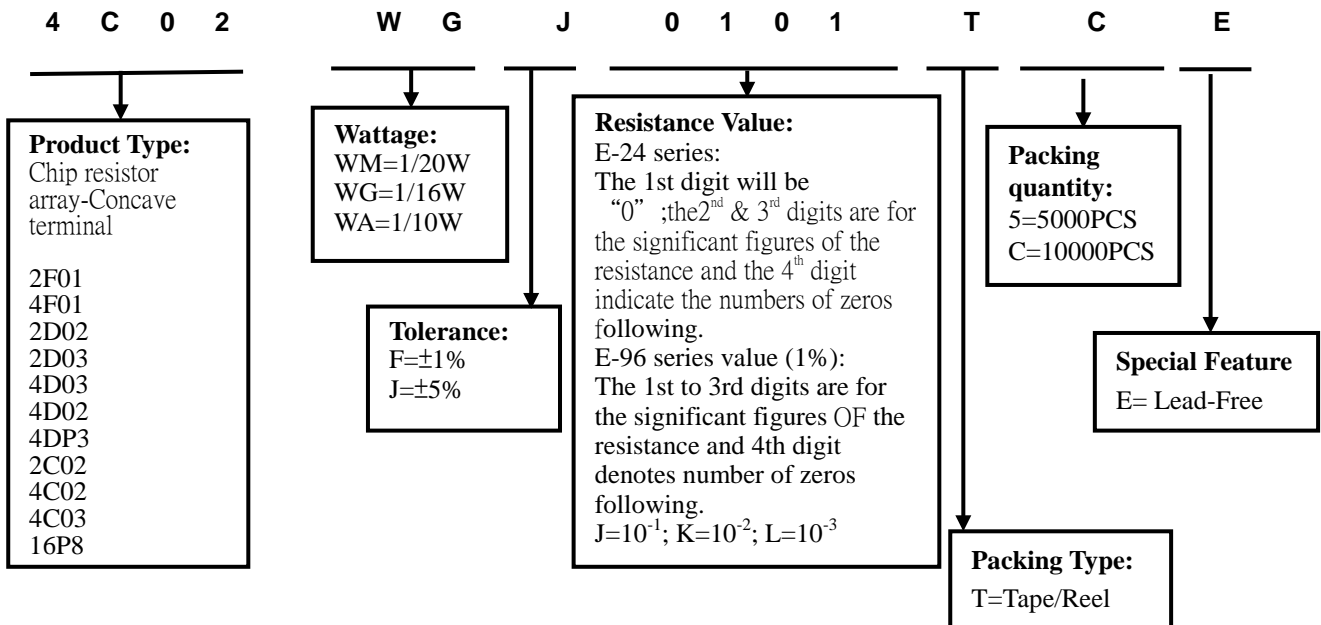 4 C 0 2 W G J 0 1 0 1 T C E
Product Type:
Chip resistor
array-Concave
terminal
2F01
4F01
2D02
2D03
4D03
4D02
4DP3
2C02
4C02
4C03
16P8
Wattage:
WM=1/20W
WG=1/16W
WA=1/10W
Tolerance:
F=±1%
J=±5%
Resistance Value:
E-24 series:
The 1st digit will be
“0” ;the2nd & 3rd digits are for
the significant figures of the
resistance and the 4th digit
indicate the numbers of zeros
following.
E-96 series value (1%):
The 1st to 3rd digits are for
the significant figures OF the
resistance and 4th digit
denotes number of zeros
following.
J=10-1; K=10-2; L=10-3
Packing Type:
T=Tape/Reel
Packing
quantity:
5=5000PCS
C=10000PCS
Special Feature
E= Lead-Free